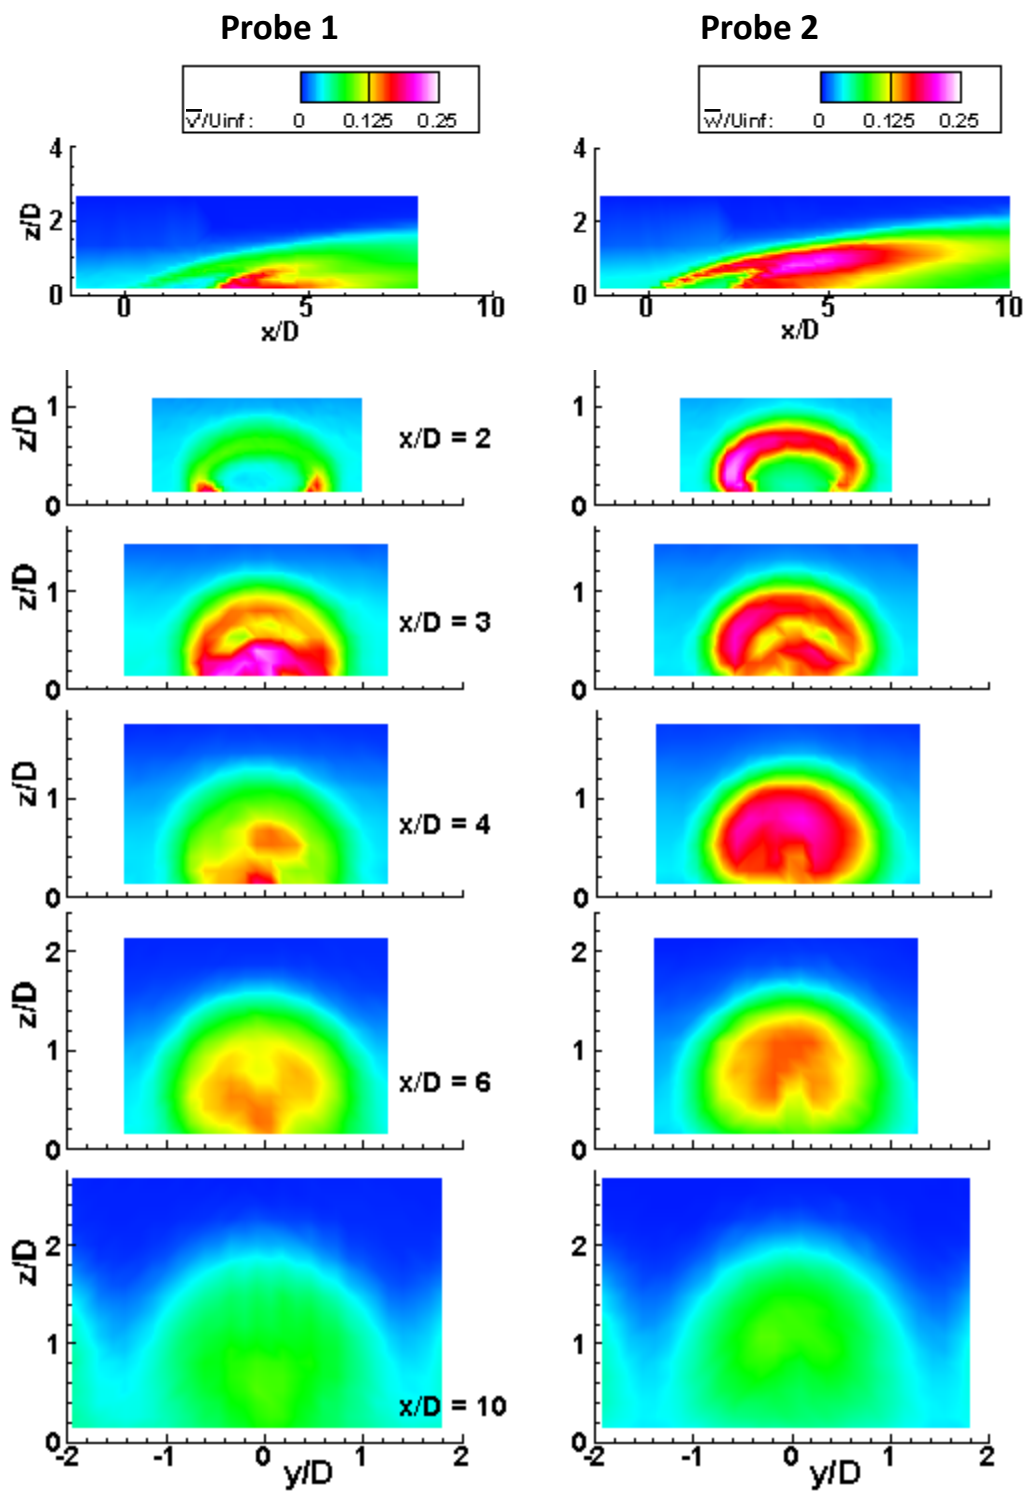 Probe 1 Probe 2
v'/Uinf: 0 0.125 0.25 w/Uinf: 0 0.125 0.25
4 4
z/D 2 2
0 0
0 5 10 0 5 10
x/D x/D
z/D 1 x/D = 2 1
0 0
z/D 1 x/D = 3 1
0 0
z/D 1 x/D = 4 1
0 0
2 2
z/D 1 x/D = 6 1
0 0
z/D 2 2
1 1
x/D = 10
0 0
-2 -1 0 1 2 -2 -1 0 1 2
y/D y/D